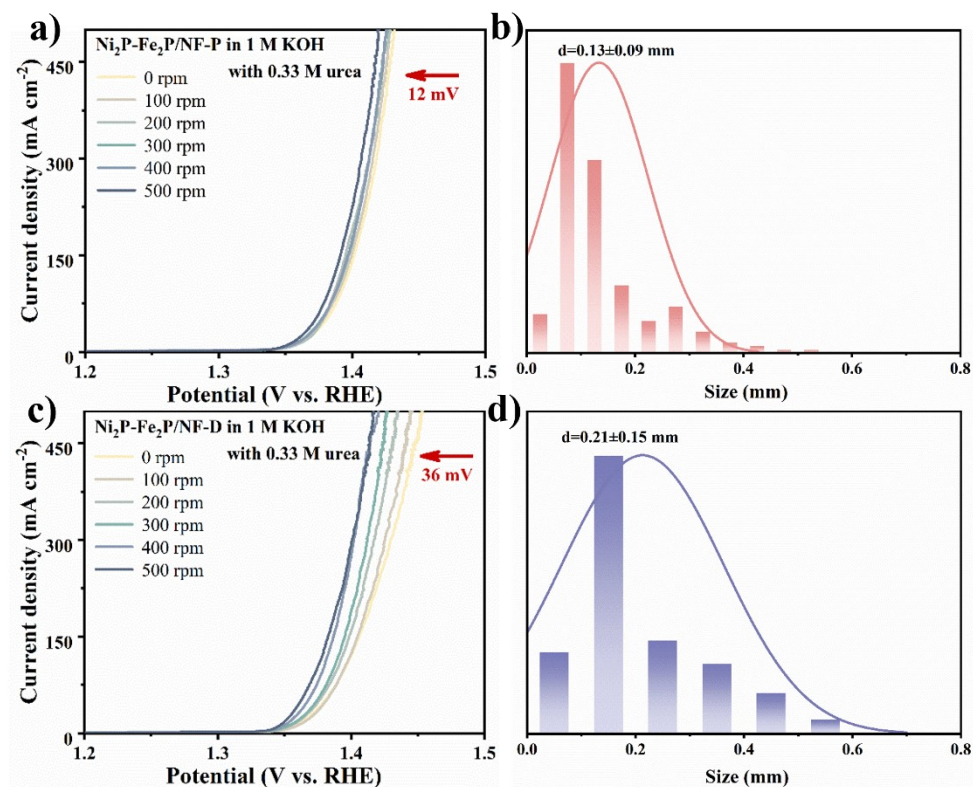 a)
Ni₂P-Fe₂P/NF-P in 1 M KOH
with 0.33 M urea
0 rpm
100 rpm
200 rpm
300 rpm
400 rpm
500 rpm
12 mV
Current density (mA cm⁻²)
450
300
150
0
1.2
1.3
1.4
1.5
Potential (V vs. RHE)
b)
d=0.13±0.09 mm
0.0
0.2
0.4
0.6
0.8
Size (mm)
c)
Ni₂P-Fe₂P/NF-D in 1 M KOH
with 0.33 M urea
0 rpm
100 rpm
200 rpm
300 rpm
400 rpm
500 rpm
36 mV
Current density (mA cm⁻²)
450
300
150
0
1.2
1.3
1.4
1.5
Potential (V vs. RHE)
d)
d=0.21±0.15 mm
0.0
0.2
0.4
0.6
0.8
Size (mm)